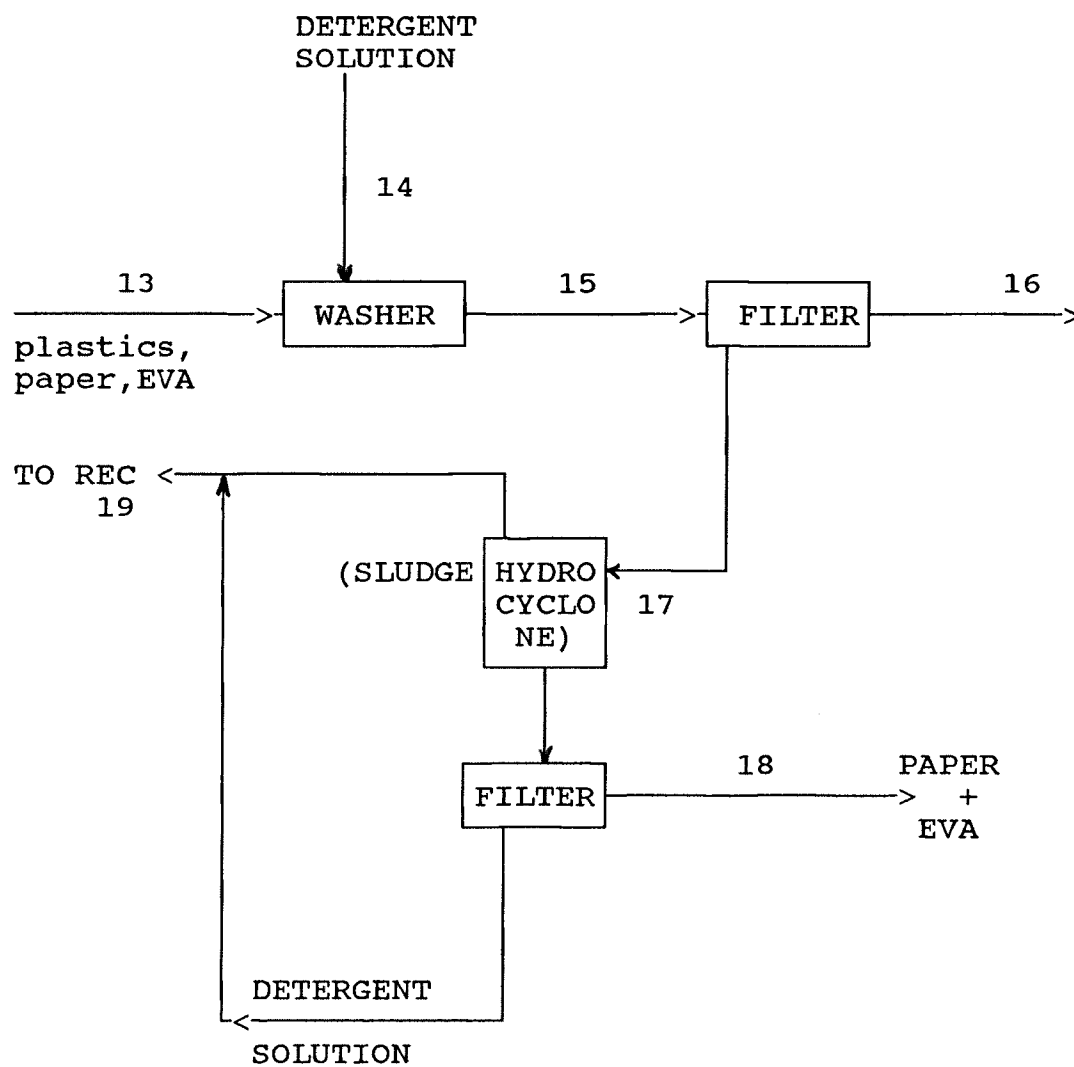 DETERGENT
SOLUTION
14
13
15
16
WASHER
FILTER
plastics,
paper,EVA
TO REC
19
(SLUDGE
HYDRO
CYCLO
NE)
17
18
PAPER
+
EVA
FILTER
DETERGENT
SOLUTION